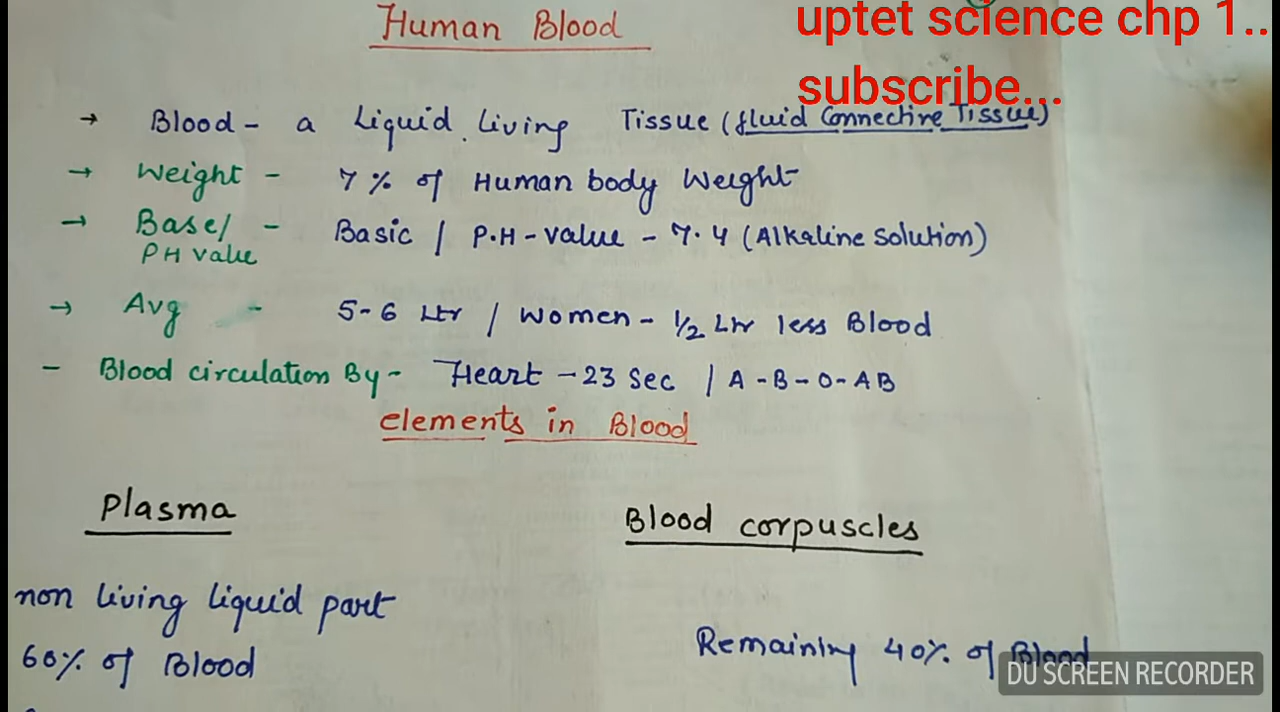 Human Blood
uptet science chp 1..
subscribe...
→ Blood - a Liquid Living Tissue (fluid Connective Tissue)
→ Weight - 7% of Human body Weight
→ Base/ PH value - Basic / P.H - value - 7.4 (Alkaline Solution)
→ Avg - 5-6 Ltr / Women - 1/2 Ltr less Blood
- Blood circulation By - Heart - 23 Sec / A - B - O - AB
elements in Blood
Plasma
Blood corpuscles
non living liquid part
60% of Blood
Remaining 40% of Blood
DU SCREEN RECORDER